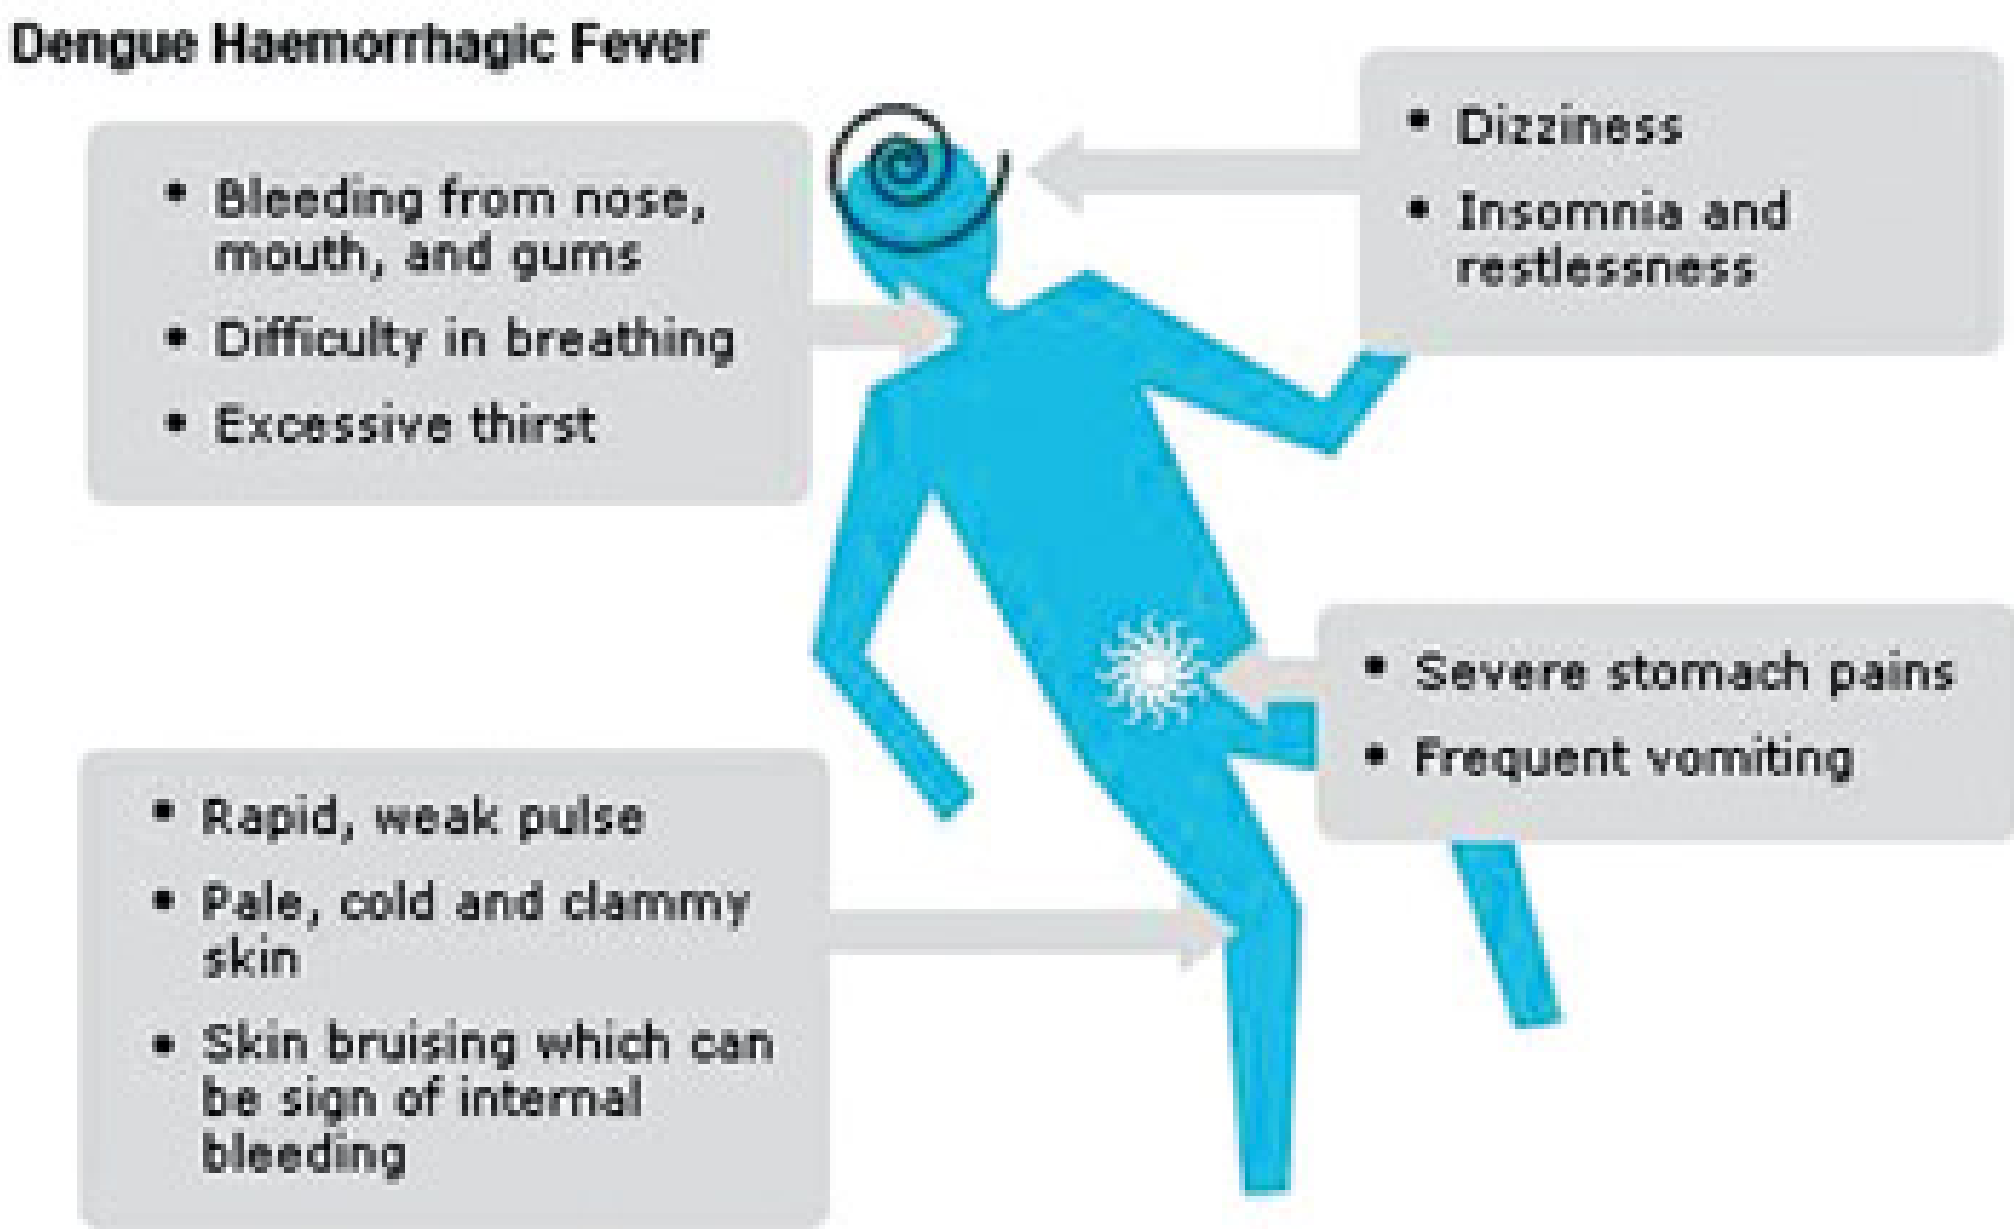 Dengue Haemorrhagic Fever
• Bleeding from nose,
mouth, and gums
• Difficulty in breathing
• Excessive thirst
• Dizziness
• Insomnia and
restlessness
• Severe stomach pains
• Frequent vomiting
• Rapid, weak pulse
• Pale, cold and clammy
skin
• Skin bruising which can
be sign of internal
bleeding